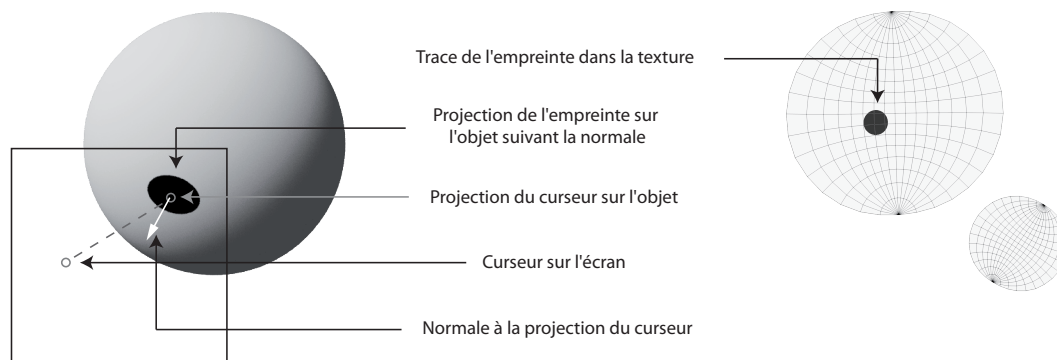 Trace de l'empreinte dans la texture
Projection de l'empreinte sur
l'objet suivant la normale
Projection du curseur sur l'objet
Curseur sur l'écran
Normale à la projection du curseur